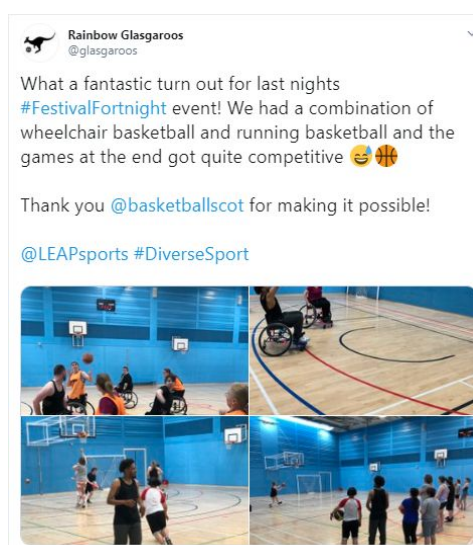 Rainbow Glasgaroos
@glasgaroos
What a fantastic turn out for last nights
#FestivalFortnight event! We had a combination of
wheelchair basketball and running basketball and the
games at the end got quite competitive 😅🏀
Thank you @basketballscot for making it possible!
@LEAPsports #DiverseSport